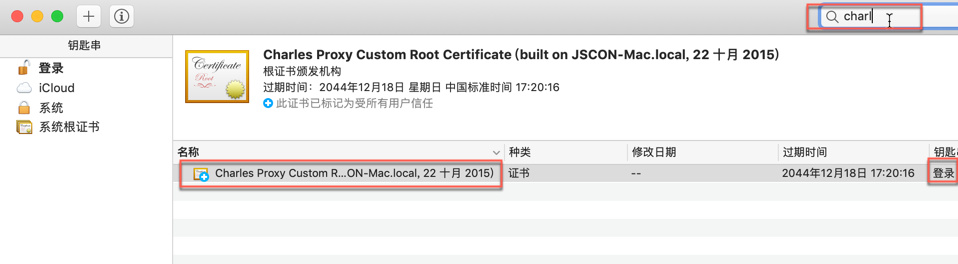 charl
钥匙串
登录
iCloud
系统
系统根证书
Certificate
Root
Charles Proxy Custom Root Certificate (built on JSCON-Mac.local, 22 十月 2015)
根证书颁发机构
过期时间：2044年12月18日 星期日 中国标准时间 17:20:16
此证书已标记为受所有用户信任
名称 种类 修改日期 过期时间 钥匙串
Charles Proxy Custom R...ON-Mac.local, 22 十月 2015) 证书 -- 2044年12月18日 17:20:16 登录